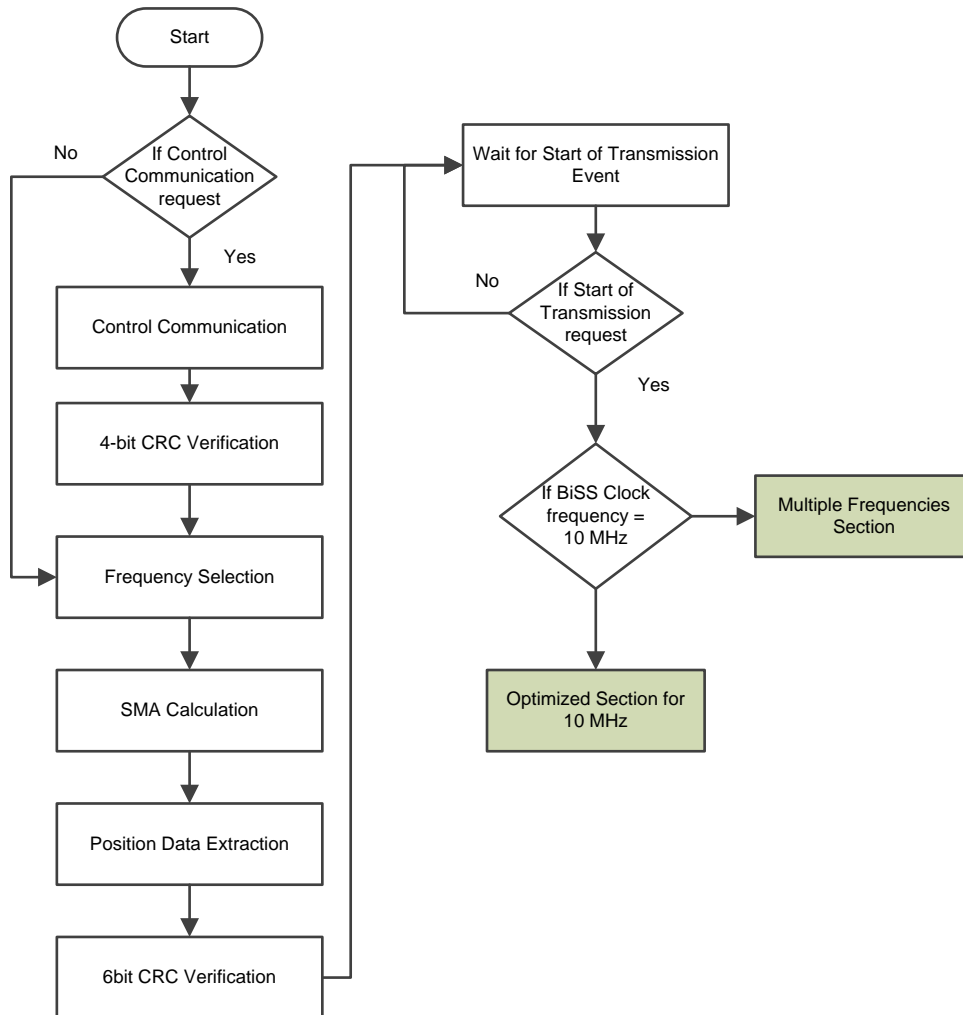 Start
If Control
Communication
request
No
Yes
Control Communication
4-bit CRC Verification
Frequency Selection
SMA Calculation
Position Data Extraction
6bit CRC Verification
Wait for Start of Transmission
Event
If Start of
Transmission
request
No
Yes
If BiSS Clock
frequency =
10 MHz
Multiple Frequencies
Section
Optimized Section for
10 MHz